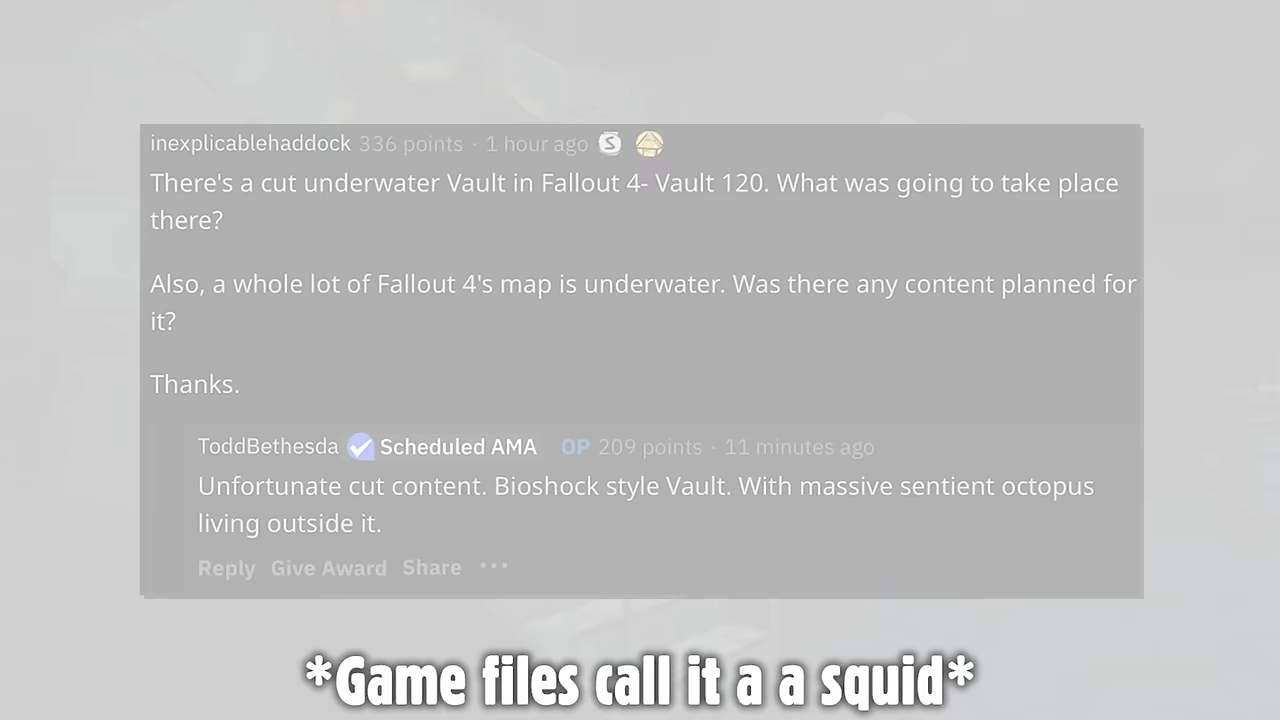 inexplicablehaddock 336 points · 1 hour ago
There's a cut underwater Vault in Fallout 4- Vault 120. What was going to take place
there?
Also, a whole lot of Fallout 4's map is underwater. Was there any content planned for
it?
Thanks.
ToddBethesda Scheduled AMA OP 209 points · 11 minutes ago
Unfortunate cut content. Bioshock style Vault. With massive sentient octopus
living outside it.
Reply Give Award Share •••
*Game files call it a a squid*